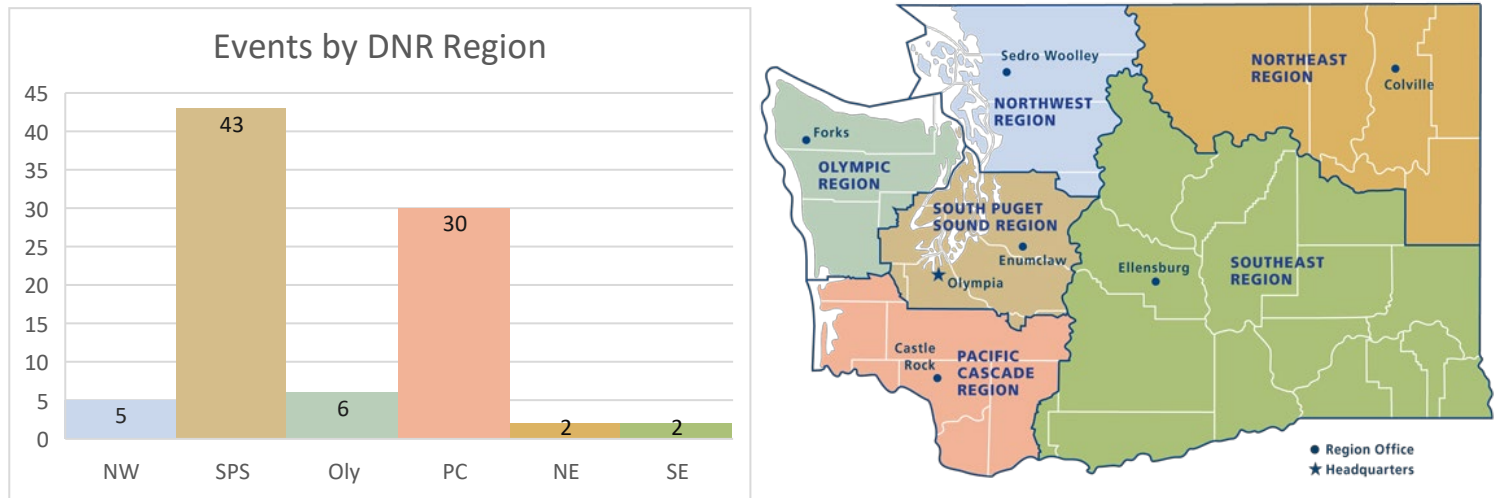 Events by DNR Region
45
40
35
30
25
20
15
10
5
0
5
43
6
30
2
2
NW SPS Oly PC NE SE
Sedro Woolley
NORTHWEST
REGION
NORTHEAST
REGION
Colville
Forks
OLYMPIC
REGION
SOUTH PUGET
SOUND REGION
Enumclaw
Olympia
Ellensburg
SOUTHEAST
REGION
Castle
Rock
PACIFIC
CASCADE
REGION
Region Office
Headquarters